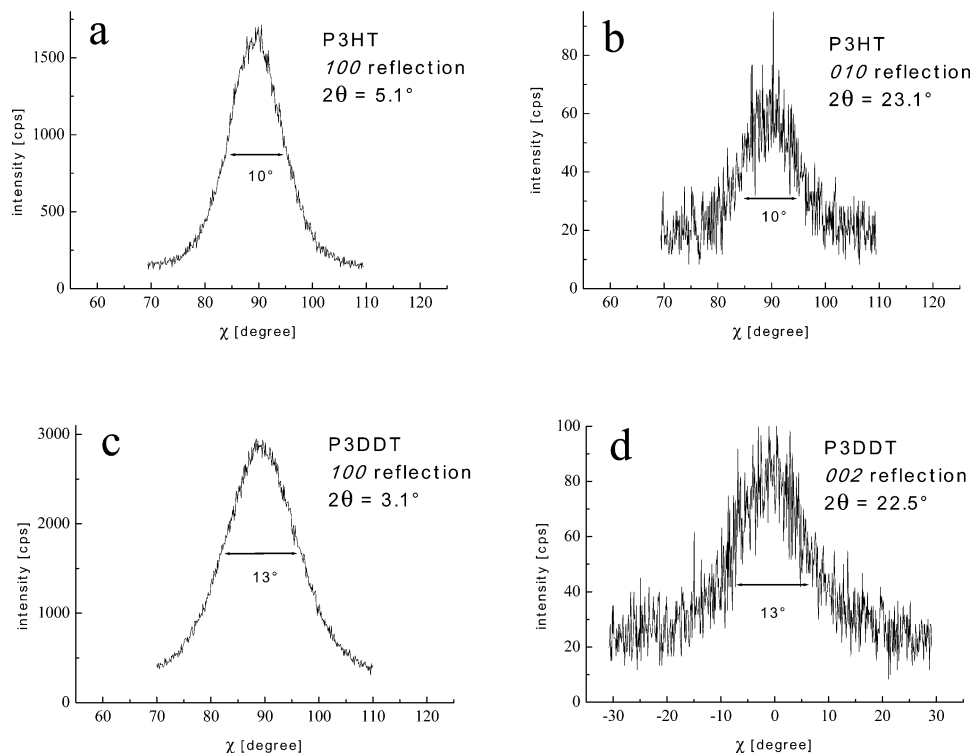 a
P3HT
100 reflection
2θ = 5.1°
intensity [cps]
1500
1000
500
0
10°
60 70 80 90 100 110 120
χ [degree]
b
P3HT
010 reflection
2θ = 23.1°
intensity [cps]
80
60
40
20
0
10°
60 70 80 90 100 110 120
χ [degree]
c
P3DDT
100 reflection
2θ = 3.1°
intensity [cps]
3000
2000
1000
0
13°
60 70 80 90 100 110 120
χ [degree]
d
P3DDT
002 reflection
2θ = 22.5°
intensity [cps]
100
80
60
40
20
0
13°
-30 -20 -10 0 10 20 30
χ [degree]